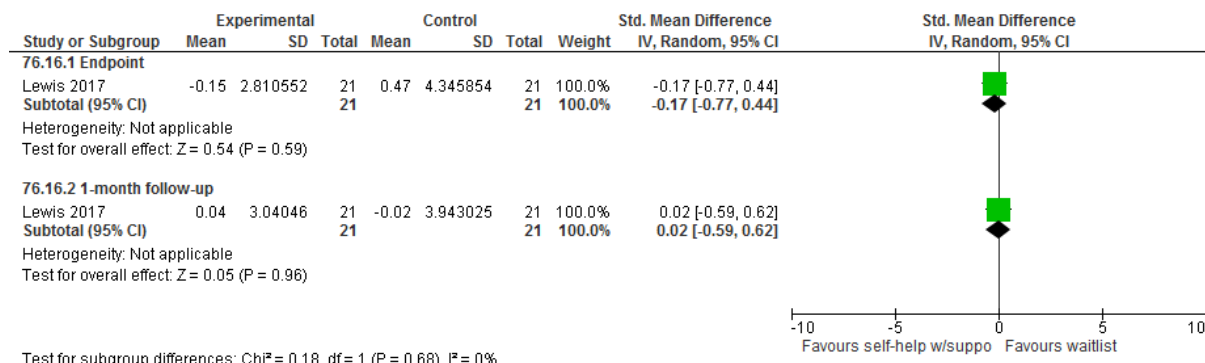 Experimental Control Std. Mean Difference Std. Mean Difference
Study or Subgroup Mean SD Total Mean SD Total Weight IV, Random, 95% CI IV, Random, 95% CI
76.16.1 Endpoint
Lewis 2017 -0.15 2.810552 21 0.47 4.345854 21 100.0% -0.17 [-0.77, 0.44]
Subtotal (95% CI) 21 21 100.0% -0.17 [-0.77, 0.44]
Heterogeneity: Not applicable
Test for overall effect: Z = 0.54 (P = 0.59)
76.16.2 1-month follow-up
Lewis 2017 0.04 3.04046 21 -0.02 3.943025 21 100.0% 0.02 [-0.59, 0.62]
Subtotal (95% CI) 21 21 100.0% 0.02 [-0.59, 0.62]
Heterogeneity: Not applicable
Test for overall effect: Z = 0.05 (P = 0.96)
-10 -5 0 5 10
Favours self-help w/suppo Favours waitlist
Test for subgroup differences: Chi² = 0.18, df = 1 (P = 0.68), I² = 0%